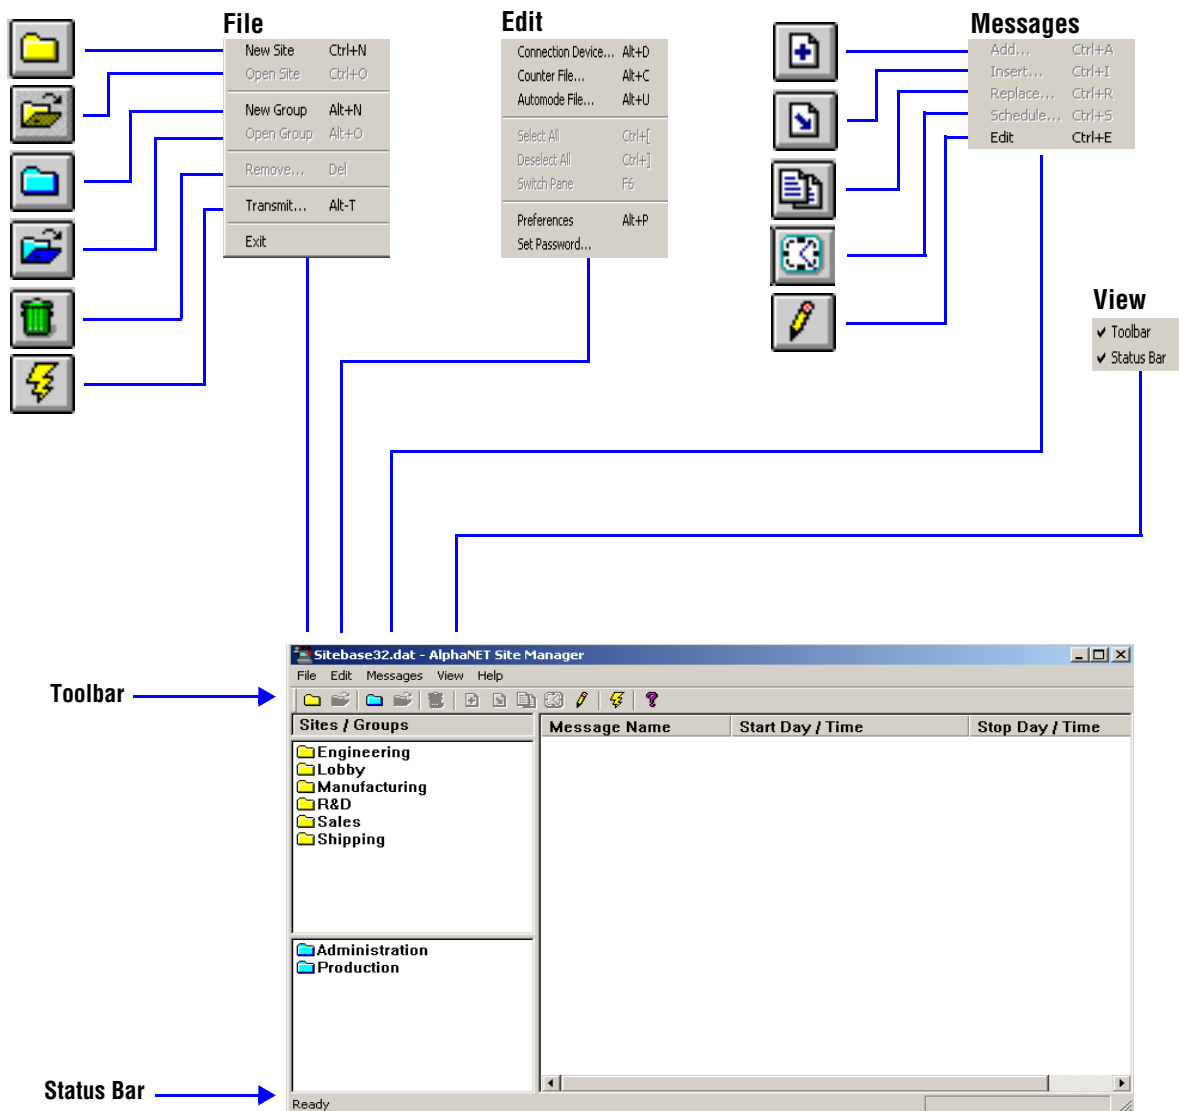 File
New Site Ctrl+N
Open Site Ctrl+O
New Group Alt+N
Open Group Alt+O
Remove... Del
Transmit... Alt-T
Exit
Edit
Connection Device... Alt+D
Counter File... Alt+C
Automode File... Alt+U
Select All Ctrl+[
Deselect All Ctrl+]
Switch Pane F6
Preferences Alt+P
Set Password...
Messages
Add... Ctrl+A
Insert... Ctrl+I
Replace... Ctrl+R
Schedule... Ctrl+S
Edit Ctrl+E
View
✔ Toolbar
✔ Status Bar
Sitebase32.dat - AlphaNET Site Manager
File Edit Messages View Help
Toolbar
Sites / Groups
Message Name Start Day / Time Stop Day / Time
Engineering
Lobby
Manufacturing
R&D
Sales
Shipping
Administration
Production
Status Bar
Ready